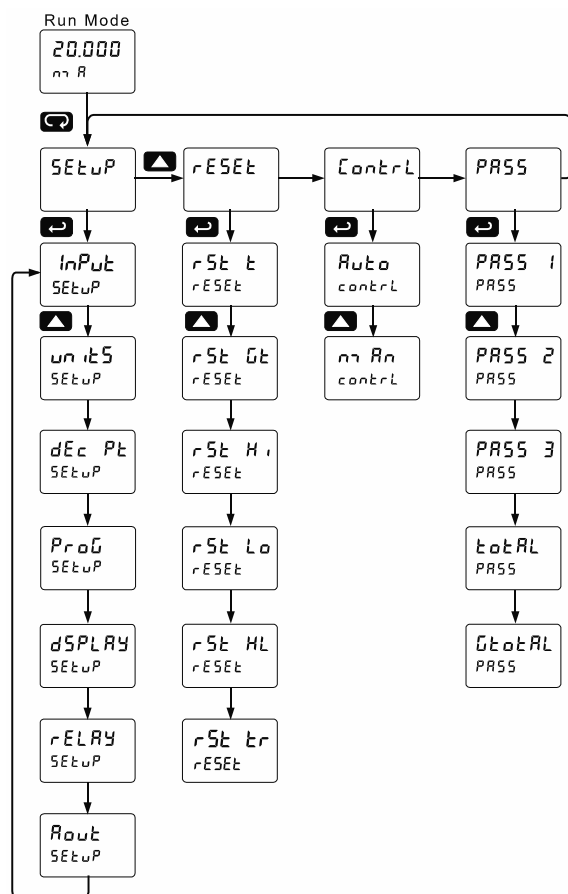 Run Mode
20.000
mA
SEtuP
rESEt
ContrL
PASS
InPut
SEtuP
rSt t
rESEt
Auto
contrL
PASS 1
PASS
unitS
SEtuP
rSt Gt
rESEt
mAn
contrL
PASS 2
PASS
dEc Pt
SEtuP
rSt Hi
rESEt
PASS 3
PASS
ProG
SEtuP
rSt Lo
rESEt
totAL
PASS
dSPLAY
SEtuP
rSt HL
rESEt
GtotAL
PASS
rELAY
SEtuP
rSt tr
rESEt
Aout
SEtuP